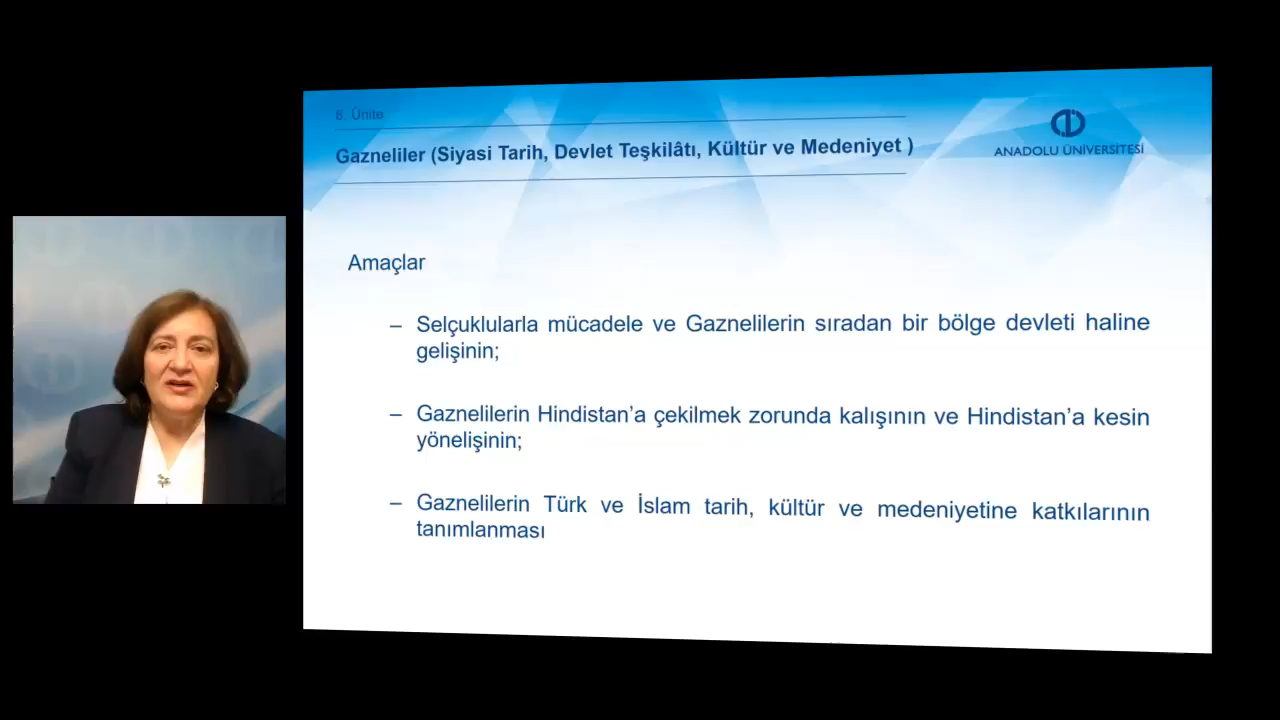 8. Ünite
Gazneliler (Siyasi Tarih, Devlet Teşkilâtı, Kültür ve Medeniyet )
ANADOLU ÜNİVERSİTESİ
Amaçlar
– Selçuklularla mücadele ve Gaznelilerin sıradan bir bölge devleti haline
gelişinin;
– Gaznelilerin Hindistan’a çekilmek zorunda kalışının ve Hindistan’a kesin
yönelişinin;
– Gaznelilerin Türk ve İslam tarih, kültür ve medeniyetine katkılarının
tanımlanması